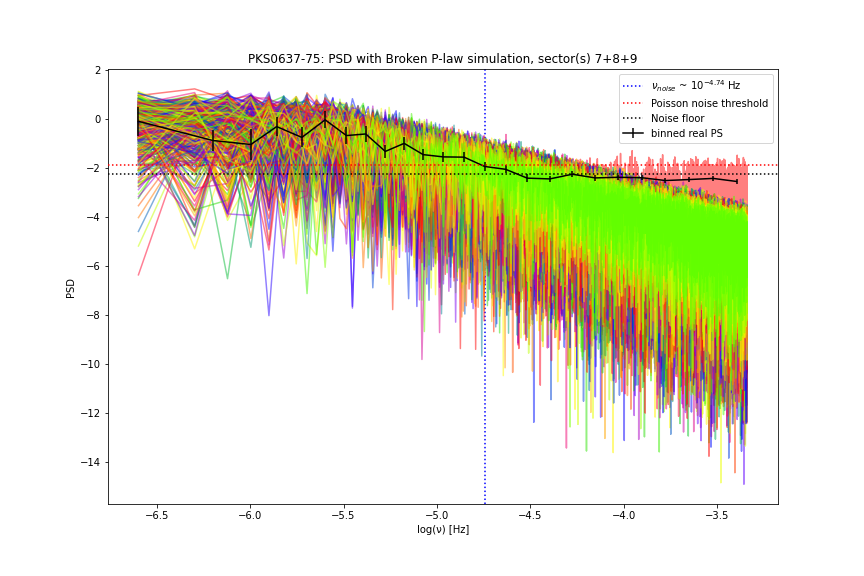 PKS0637-75: PSD with Broken P-law simulation, sector(s) 7+8+9
ν_noise ~ 10^−4.74 Hz
Poisson noise threshold
Noise floor
binned real PS
2
0
−2
−4
−6
−8
−10
−12
−14
PSD
−6.5
−6.0
−5.5
−5.0
−4.5
−4.0
−3.5
log(ν) [Hz]